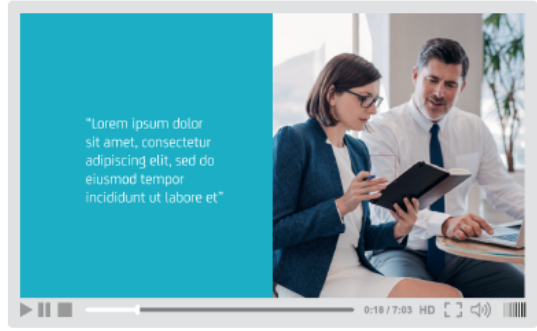 "Lorem ipsum dolor
sit amet, consectetur
adipiscing elit, sed do
eiusmod tempor
incididunt ut labore et"
0:18 / 7:03 HD